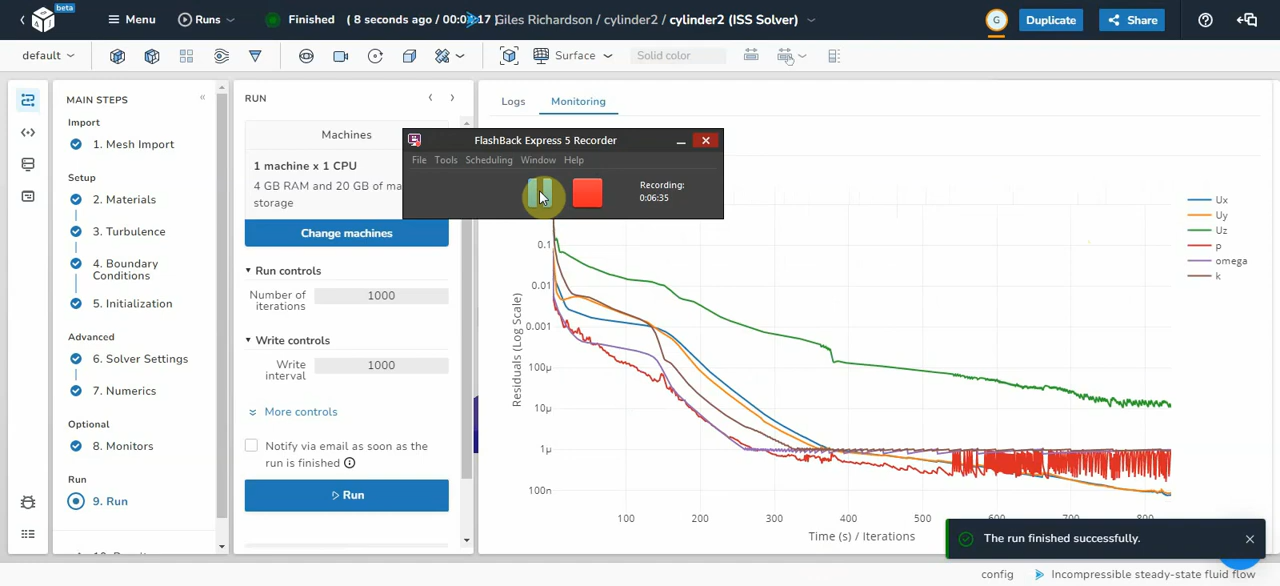 beta
Menu
Runs
Finished ( 8 seconds ago / 00:0 :17 )
Giles Richardson / cylinder2 / cylinder2 (ISS Solver)
G
Duplicate
Share
default
Surface
Solid color
MAIN STEPS
Import
1. Mesh Import
Setup
2. Materials
3. Turbulence
4. Boundary
Conditions
5. Initialization
Advanced
6. Solver Settings
7. Numerics
Optional
8. Monitors
Run
9. Run
RUN
Machines
1 machine x 1 CPU
4 GB RAM and 20 GB of ma
storage
Change machines
Run controls
Number of
iterations
1000
Write controls
Write
interval
1000
More controls
Notify via email as soon as the
run is finished
Run
Logs
Monitoring
FlashBack Express 5 Recorder
File Tools Scheduling Window Help
Recording:
0:06:35
Residuals (Log Scale)
0.1
0.01
0.001
100μ
10μ
1μ
100n
100 200 300 400 500 600 700 800
Time (s) / Iterations
Ux
Uy
Uz
p
omega
k
The run finished successfully.
config
Incompressible steady-state fluid flow